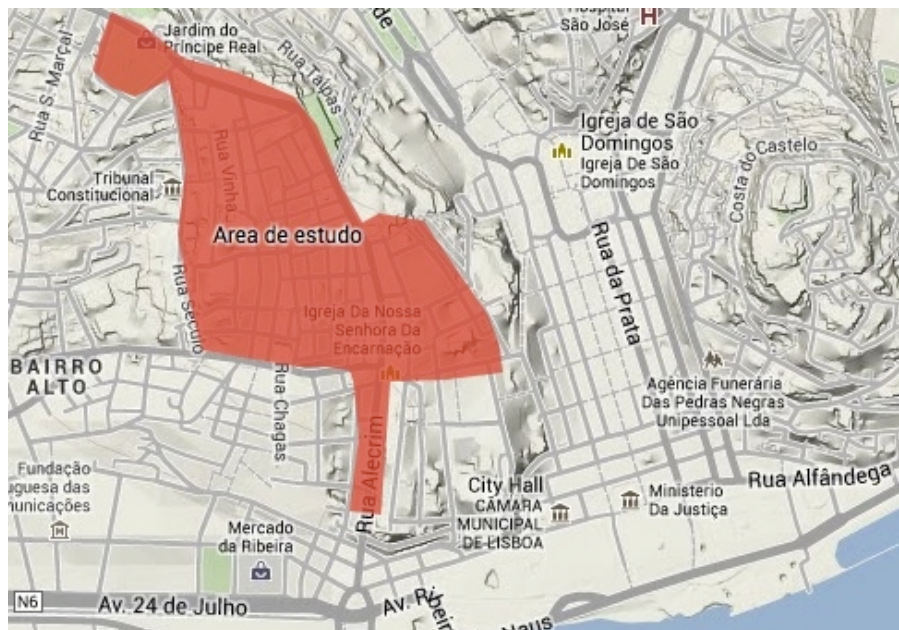 Hospital
São José
H
de
Jardim do
Príncipe Real
Rua Taipas
Rua S. Marçal
Igreja de São
Domingos
Igreja De São
Domingos
Costa do Castelo
Rua Vinha
Tribunal
Constitucional
Area de estudo
Rua da Prata
Rua Século
Igreja Da Nossa
Senhora Da
Encarnação
BAIRRO
ALTO
Rua Chagas
Agência Funerária
Das Pedras Negras
Unipessoal Lda
Rua Alecrim
Fundação
uguesa das
nunicações
City Hall
CÂMARA
MUNICIPAL
DE LISBOA
Ministerio
Da Justiça
Rua Alfândega
Mercado
da Ribeira
N6
Av. 24 de Julho
Av. Ribeir
Naus